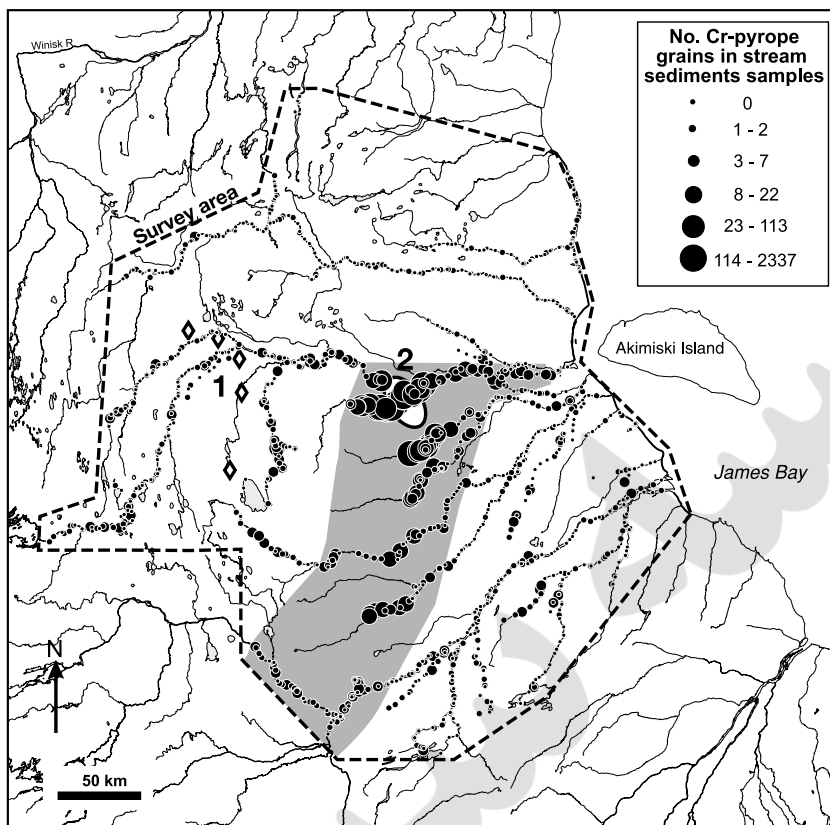 Winisk R
No. Cr-pyrope
grains in stream
sediments samples
0
1 - 2
3 - 7
8 - 22
23 - 113
114 - 2337
Survey area
Akimiski Island
2
1
James Bay
N
50 km